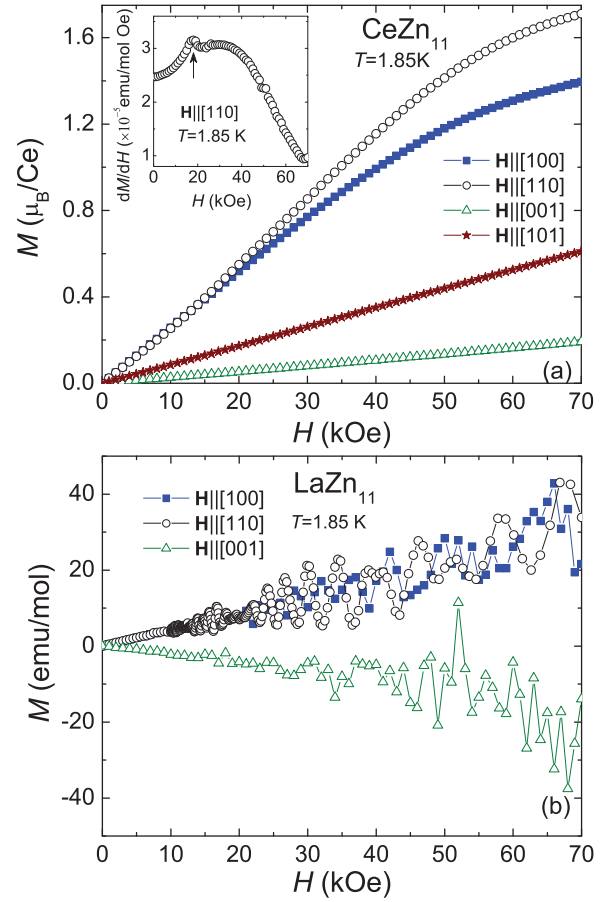 CeZn11
T=1.85K
1.6
1.2
0.8
0.4
0.0
M (μB/Ce)
3
2
1
dM/dH (×10⁻⁵emu/mol Oe)
H||[110]
T=1.85 K
0 20 40 60
H (kOe)
H||[100]
H||[110]
H||[001]
H||[101]
(a)
0 10 20 30 40 50 60 70
H (kOe)
LaZn11
T=1.85 K
H||[100]
H||[110]
H||[001]
40
20
0
-20
-40
M (emu/mol)
(b)
0 10 20 30 40 50 60 70
H (kOe)